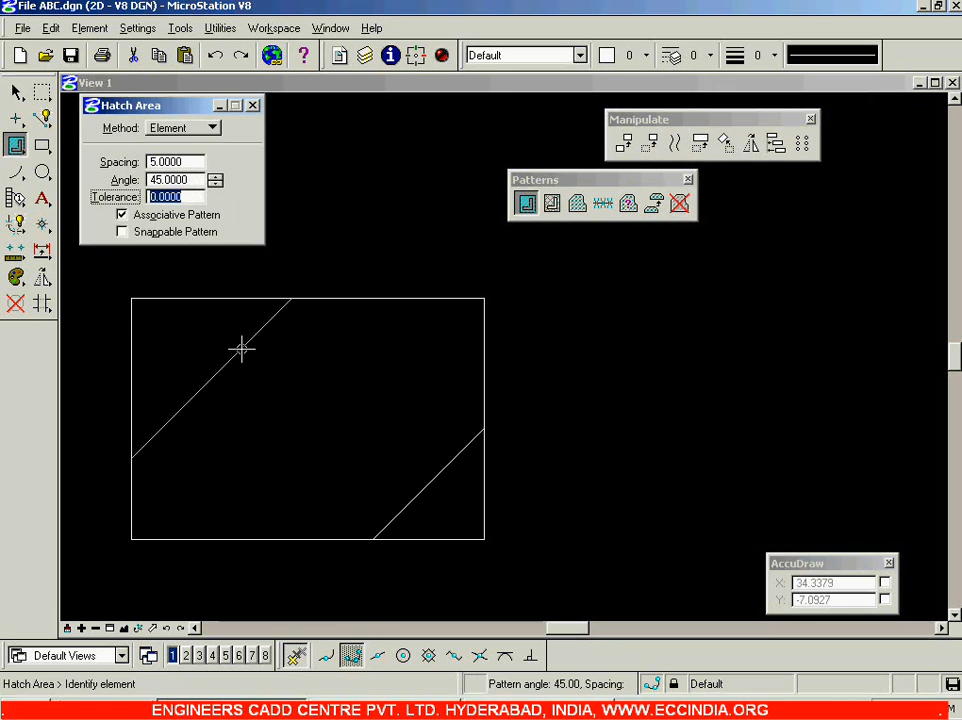 File ABC.dgn (2D - V8 DGN) - MicroStation V8
File Edit Element Settings Tools Utilities Workspace Window Help
Default 0 0 0
View 1
Hatch Area
Method: Element
Spacing: 5.0000
Angle: 45.0000
Tolerance: 0.0000
Associative Pattern
Snappable Pattern
Manipulate
Patterns
AccuDraw
X: 34.3379
Y: -7.0927
Default Views 1 2 3 4 5 6 7 8
Hatch Area > Identify element Pattern angle: 45.00, Spacing: Default
ENGINEERS CADD CENTRE PVT. LTD. HYDERABAD, INDIA, WWW.ECCINDIA.ORG